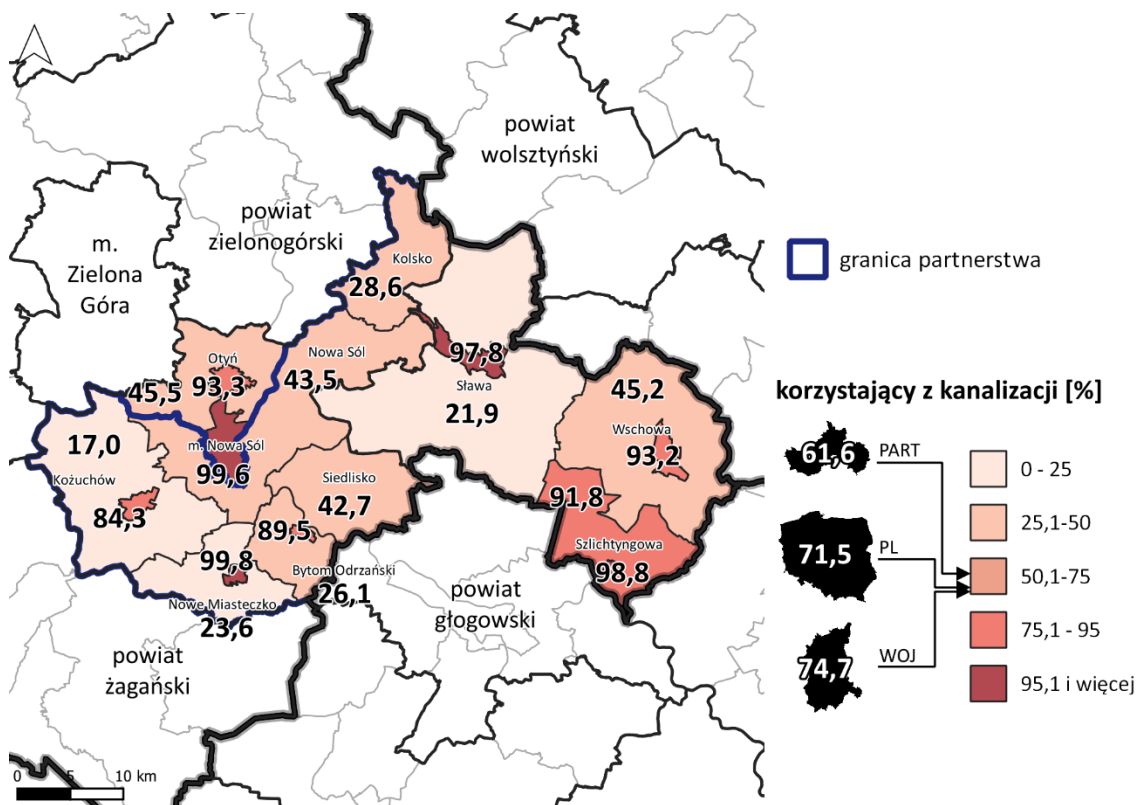 powiat
wolsztyński
powiat
zielonogórski
m.
Zielona
Góra
Kolsko
28,6
granica partnerstwa
Otyń
93,3
45,5
Nowa Sól
43,5
97,8
Sława
21,9
45,2
Wschowa
93,2
17,0
Kożuchów
84,3
m. Nowa Sól
99,6
Siedlisko
42,7
89,5
91,8
Szlichtyngowa
98,8
99,8
Bytom Odrzański
26,1
Nowe Miasteczko
23,6
powiat
głogowski
powiat
żagański
korzystający z kanalizacji [%]
61,6
PART
71,5
PL
74,7
WOJ
0 - 25
25,1-50
50,1-75
75,1 - 95
95,1 i więcej
0 5 10 km